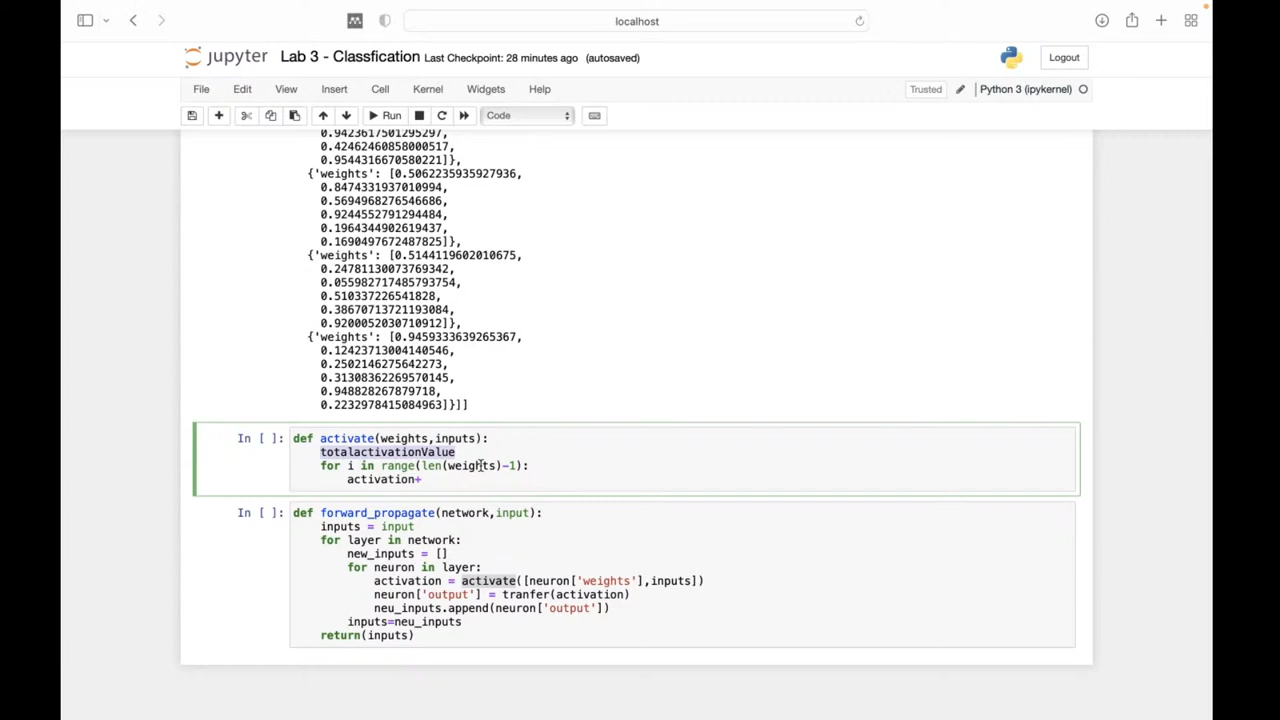 localhost
jupyter Lab 3 - Classfication Last Checkpoint: 28 minutes ago (autosaved)
Logout
File Edit View Insert Cell Kernel Widgets Help
Trusted Python 3 (ipykernel)
Run Code
0.9423617501295297,
0.42462460858000517,
0.9544316670580221]},
{'weights': [0.5062235935927936,
0.8474331937010994,
0.5694968276546686,
0.9244552791294484,
0.1964344902619437,
0.1690497672487825]},
{'weights': [0.5144119602010675,
0.24781130073769342,
0.055982717485793754,
0.510337226541828,
0.38670713721193084,
0.9200052030710912]},
{'weights': [0.9459333639265367,
0.12423713004140546,
0.2502146275642273,
0.31308362269570145,
0.948828267879718,
0.2232978415084963]}]]
In [ ]: def activate(weights,inputs):
totalactivationValue
for i in range(len(weights)-1):
activation+
In [ ]: def forward_propagate(network,input):
inputs = input
for layer in network:
new_inputs = []
for neuron in layer:
activation = activate([neuron['weights'],inputs])
neuron['output'] = tranfer(activation)
neu_inputs.append(neuron['output'])
inputs=neu_inputs
return(inputs)